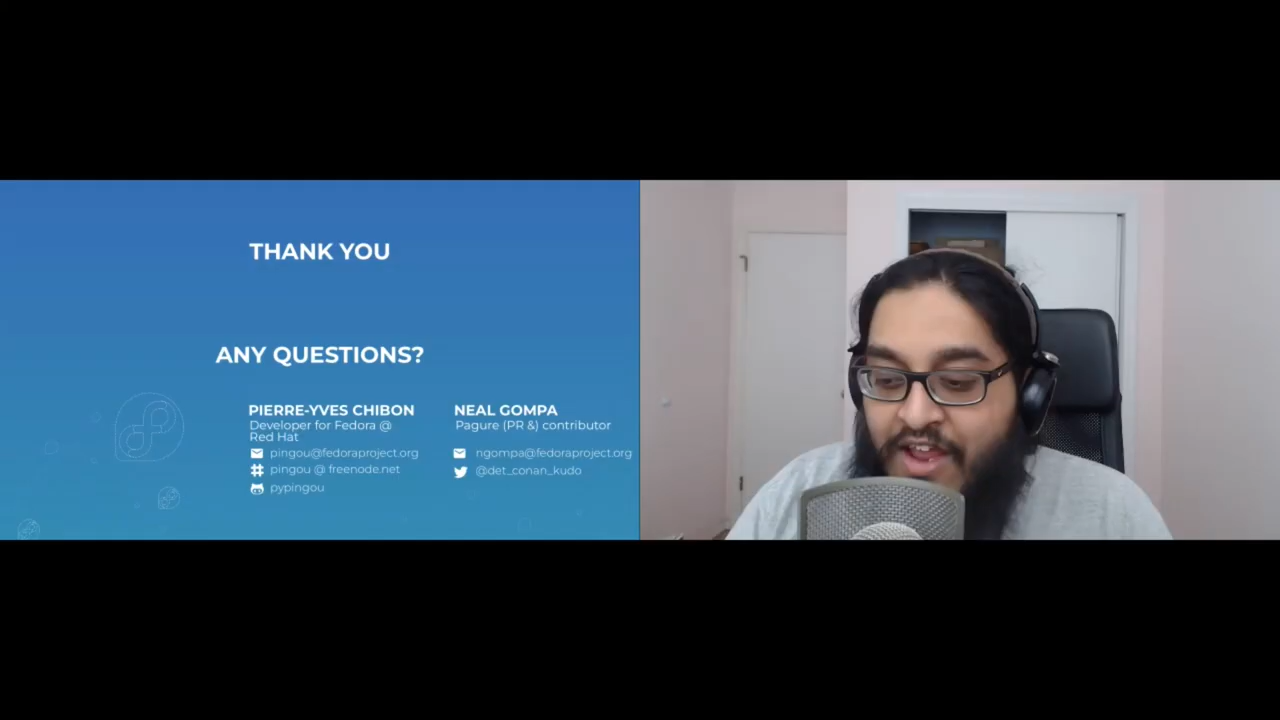 THANK YOU
ANY QUESTIONS?
PIERRE-YVES CHIBON
Developer for Fedora @
Red Hat
pingou@fedoraproject.org
pingou @ freenode.net
pypingou
NEAL GOMPA
Pagure (PR &) contributor
ngompa@fedoraproject.org
@det_conan_kudo